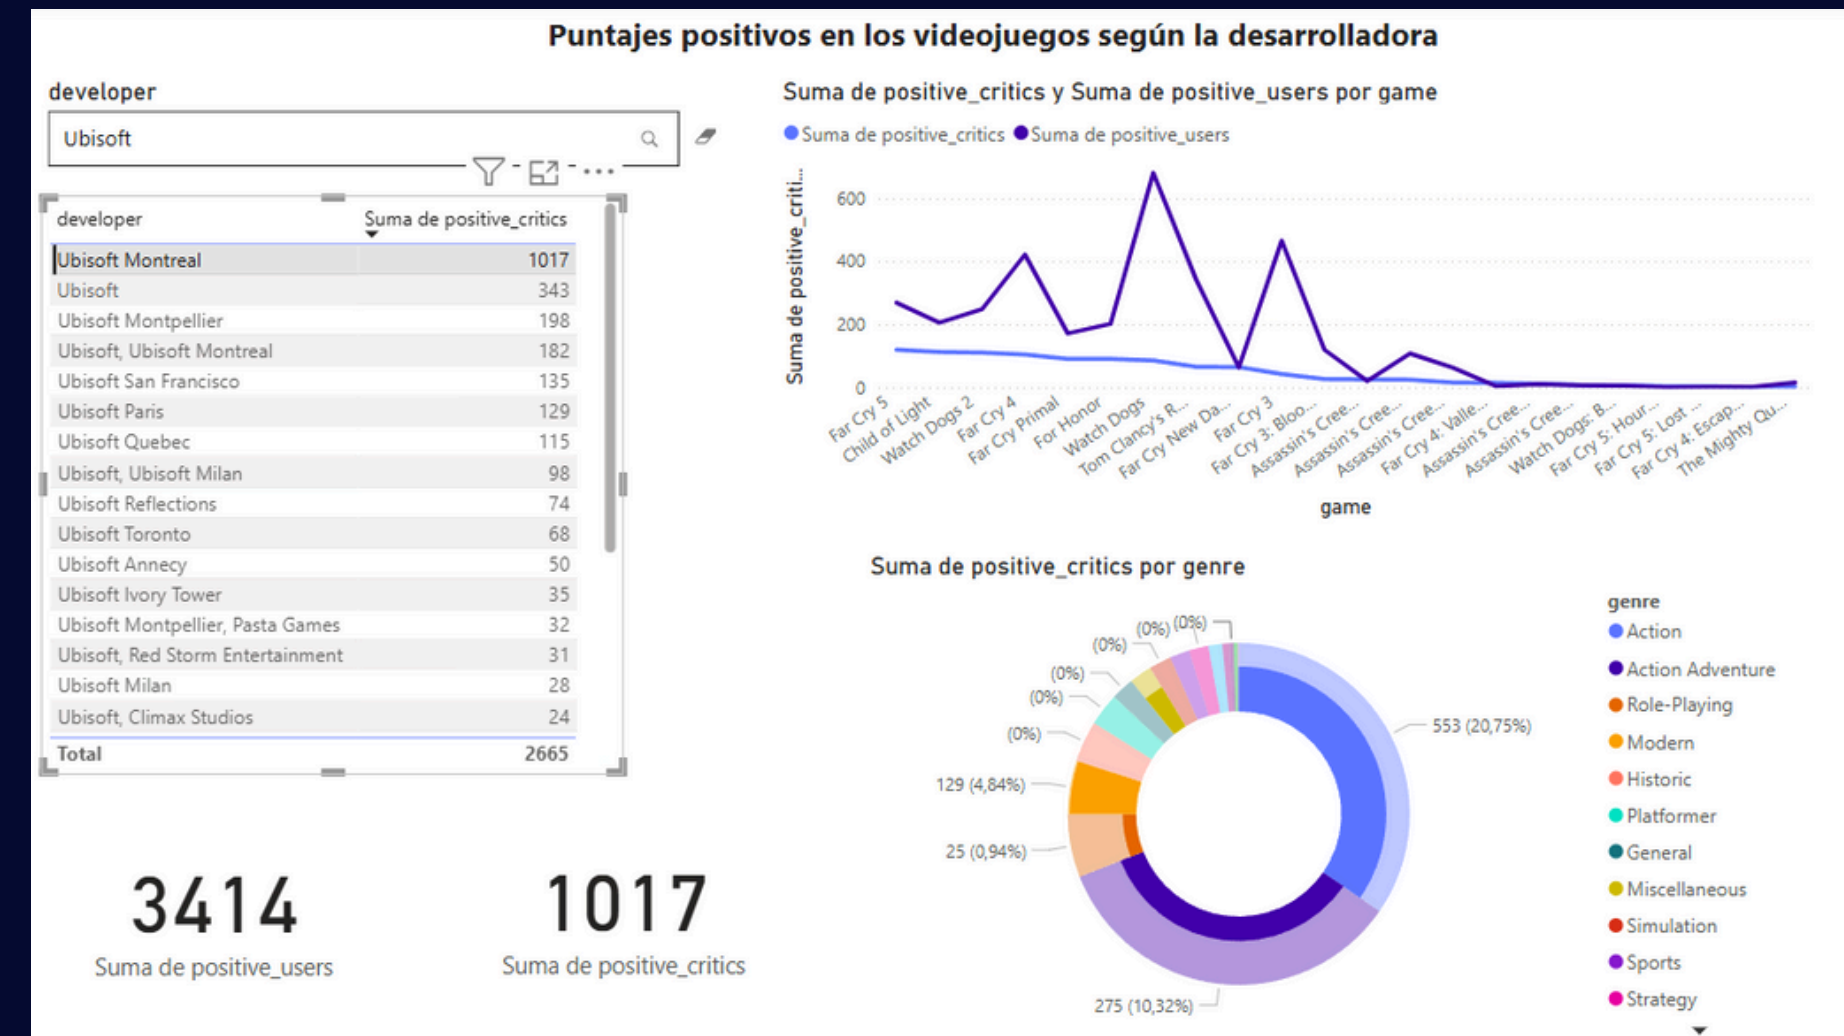 Puntajes positivos en los videojuegos según la desarrolladora
developer
Ubisoft
developer Suma de positive_critics
Ubisoft Montreal 1017
Ubisoft 343
Ubisoft Montpellier 198
Ubisoft, Ubisoft Montreal 182
Ubisoft San Francisco 135
Ubisoft Paris 129
Ubisoft Quebec 115
Ubisoft, Ubisoft Milan 98
Ubisoft Reflections 74
Ubisoft Toronto 68
Ubisoft Annecy 50
Ubisoft Ivory Tower 35
Ubisoft Montpellier, Pasta Games 32
Ubisoft, Red Storm Entertainment 31
Ubisoft Milan 28
Ubisoft, Climax Studios 24
Total 2665
3414
Suma de positive_users
1017
Suma de positive_critics
Suma de positive_critics y Suma de positive_users por game
Suma de positive_critics Suma de positive_users
Suma de positive_criti...
600
400
200
0
Far Cry 5
Child of Light
Watch Dogs 2
Far Cry 4
Far Cry Primal
For Honor
Watch Dogs
Tom Clancy's R...
Far Cry New Da...
Far Cry 3
Far Cry 3: Bloo...
Assassin's Cree...
Assassin's Cree...
Assassin's Cree...
Far Cry 4: Valle...
Assassin's Cree...
Assassin's Cree...
Watch Dogs: B...
Far Cry 5: Hour...
Far Cry 5: Lost ...
Far Cry 4: Escap...
The Mighty Qu...
game
Suma de positive_critics por genre
(0%)
(0%)
(0%)
(0%)
(0%)
(0%)
129 (4,84%)
25 (0,94%)
275 (10,32%)
553 (20,75%)
genre
Action
Action Adventure
Role-Playing
Modern
Historic
Platformer
General
Miscellaneous
Simulation
Sports
Strategy